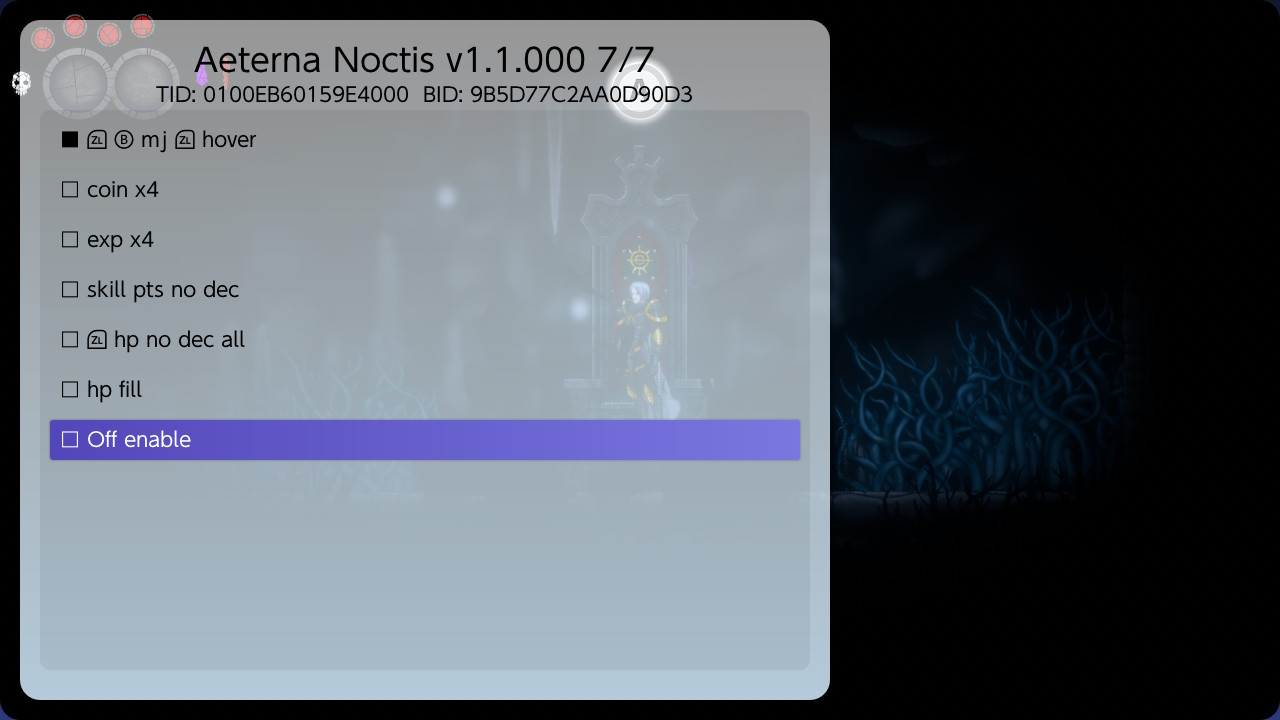 Aeterna Noctis v1.1.000 7/7
TID: 0100EB60159E4000 BID: 9B5D77C2AA0D90D3
ZL B mj ZL hover
coin x4
exp x4
skill pts no dec
ZL hp no dec all
hp fill
Off enable